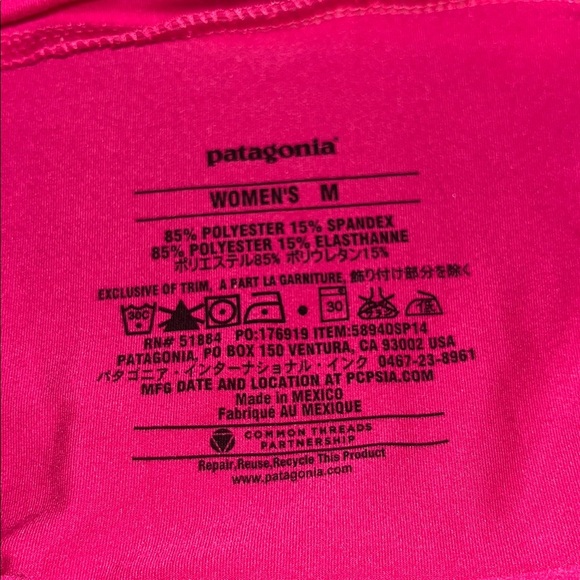 patagonia®
WOMEN'S M
85% POLYESTER 15% SPANDEX
85% POLYESTER 15% ELASTHANNE
ポリエステル85% ポリウレタン15%
EXCLUSIVE OF TRIM, A PART LA GARNITURE, 飾り付け部分を除く
30C 30
RN# 51884 PO:176919 ITEM:58940SP14
PATAGONIA, PO BOX 150 VENTURA, CA 93002 USA
パタゴニア・インターナショナル・インク 0467-23-8961
MFG DATE AND LOCATION AT PCPSIA.COM
Made in MEXICO
Fabriqué AU MEXIQUE
COMMON THREADS
PARTNERSHIP
Repair,Reuse,Recycle This Product
www.patagonia.com